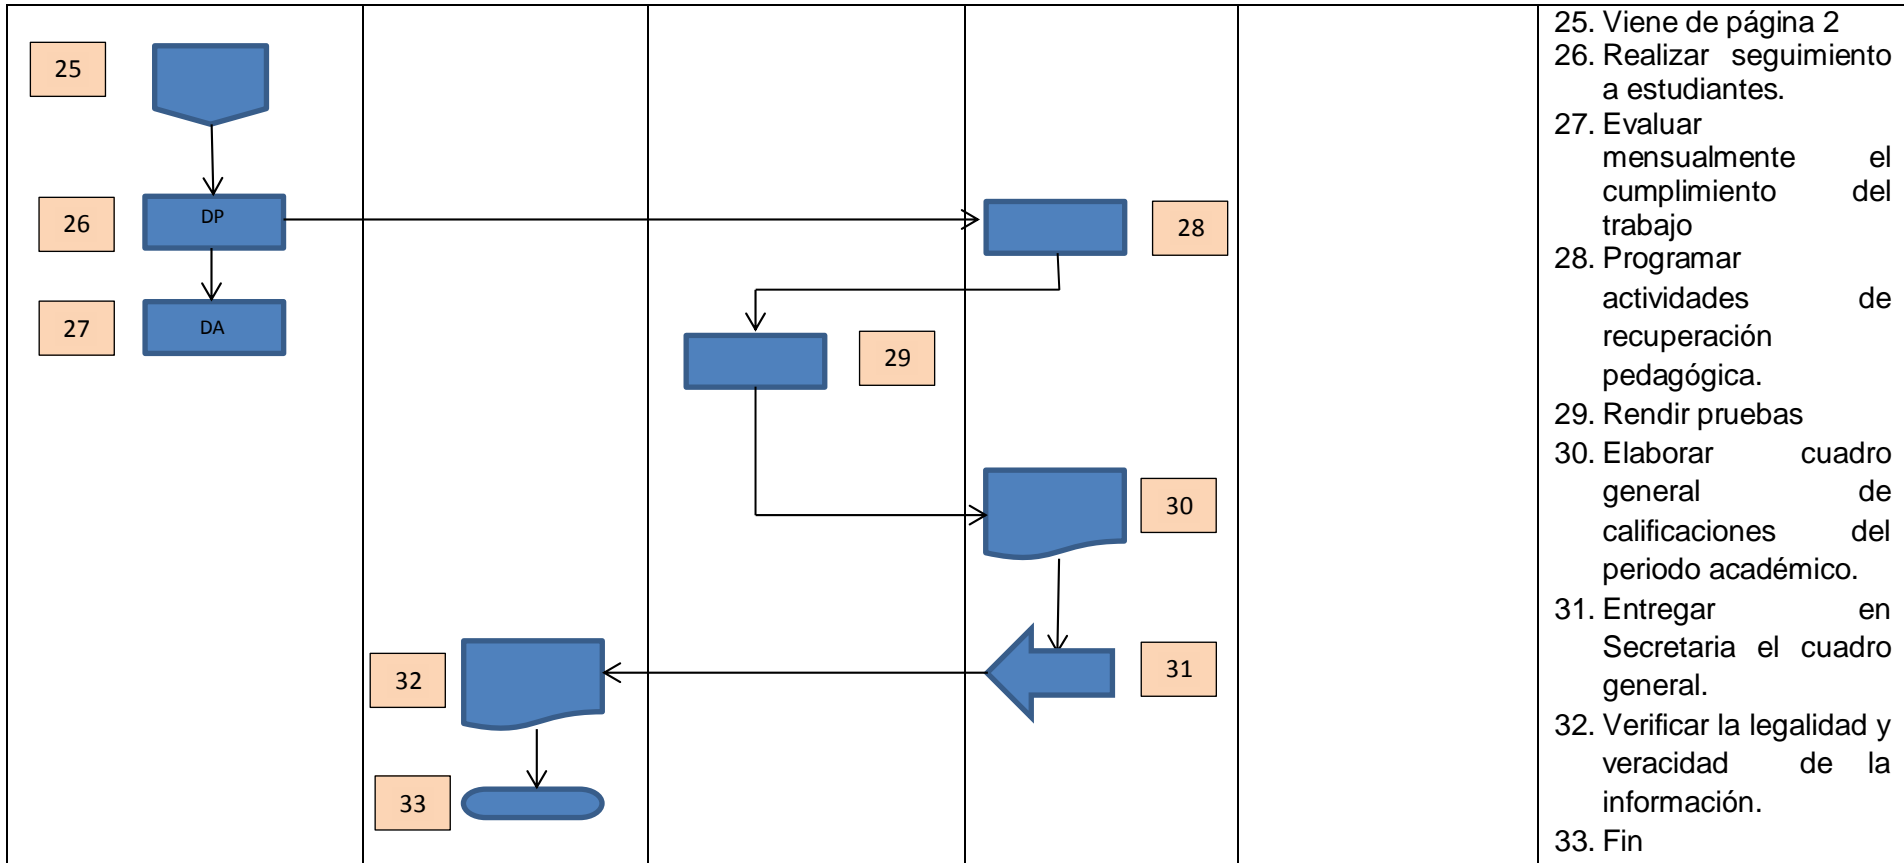 25
26
DP
27
DA
28
29
30
31
32
33
25. Viene de página 2
26. Realizar seguimiento
a estudiantes.
27. Evaluar
mensualmente el
cumplimiento del
trabajo
28. Programar
actividades de
recuperación
pedagógica.
29. Rendir pruebas
30. Elaborar cuadro
general de
calificaciones del
periodo académico.
31. Entregar en
Secretaria el cuadro
general.
32. Verificar la legalidad y
veracidad de la
información.
33. Fin